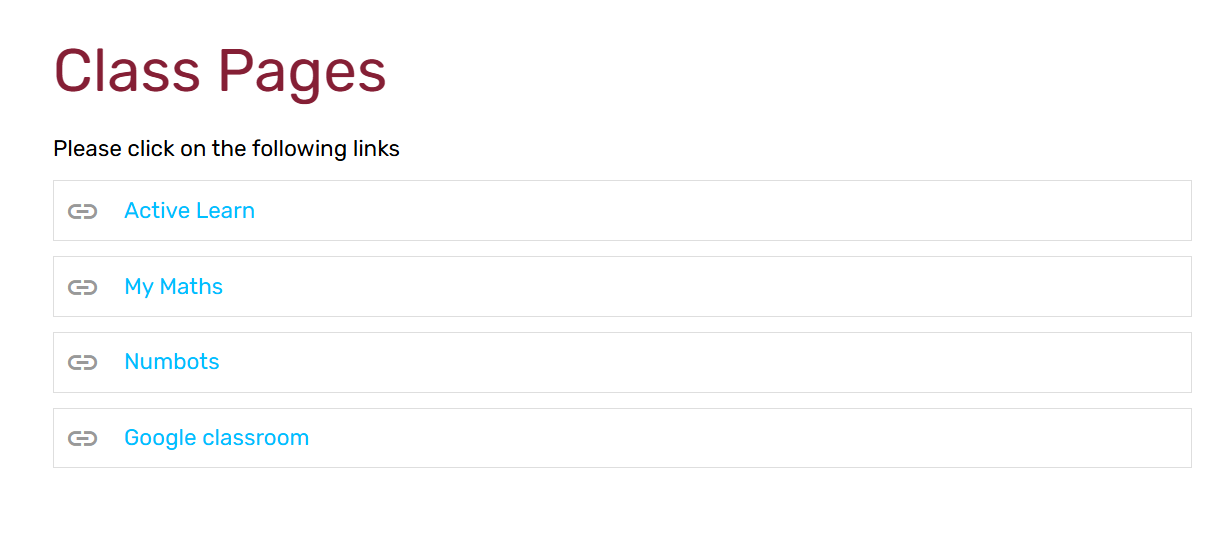 Class Pages
Please click on the following links
Active Learn
My Maths
Numbots
Google classroom